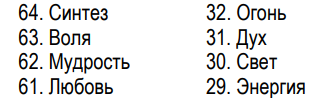 64. Синтез
63. Воля
62. Мудрость
61. Любовь
32. Огонь
31. Дух
30. Свет
29. Энергия